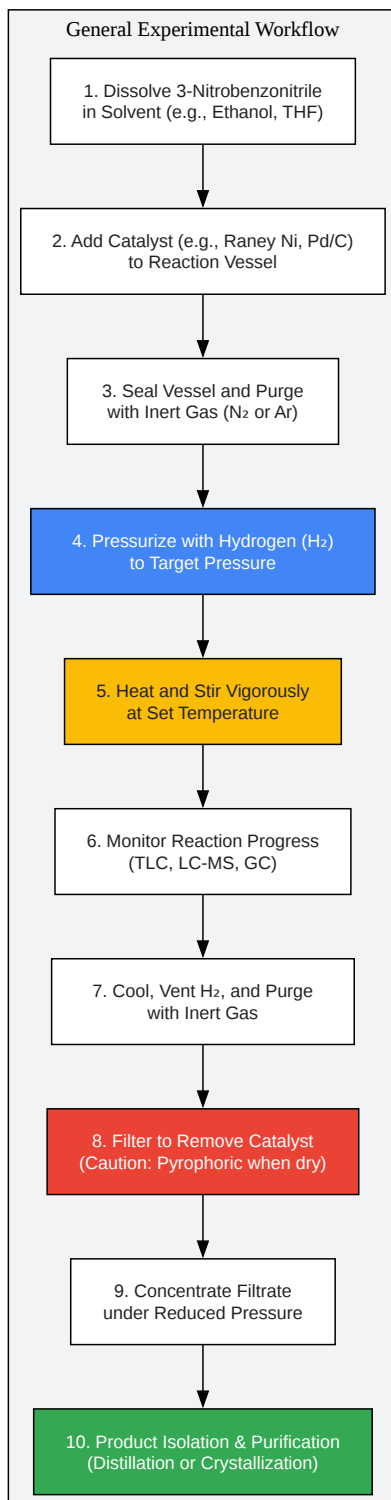 General Experimental Workflow
1. Dissolve 3-Nitrobenzonitrile
in Solvent (e.g., Ethanol, THF)
2. Add Catalyst (e.g., Raney Ni, Pd/C)
to Reaction Vessel
3. Seal Vessel and Purge
with Inert Gas (N₂ or Ar)
4. Pressurize with Hydrogen (H₂)
to Target Pressure
5. Heat and Stir Vigorously
at Set Temperature
6. Monitor Reaction Progress
(TLC, LC-MS, GC)
7. Cool, Vent H₂, and Purge
with Inert Gas
8. Filter to Remove Catalyst
(Caution: Pyrophoric when dry)
9. Concentrate Filtrate
under Reduced Pressure
10. Product Isolation & Purification
(Distillation or Crystallization)